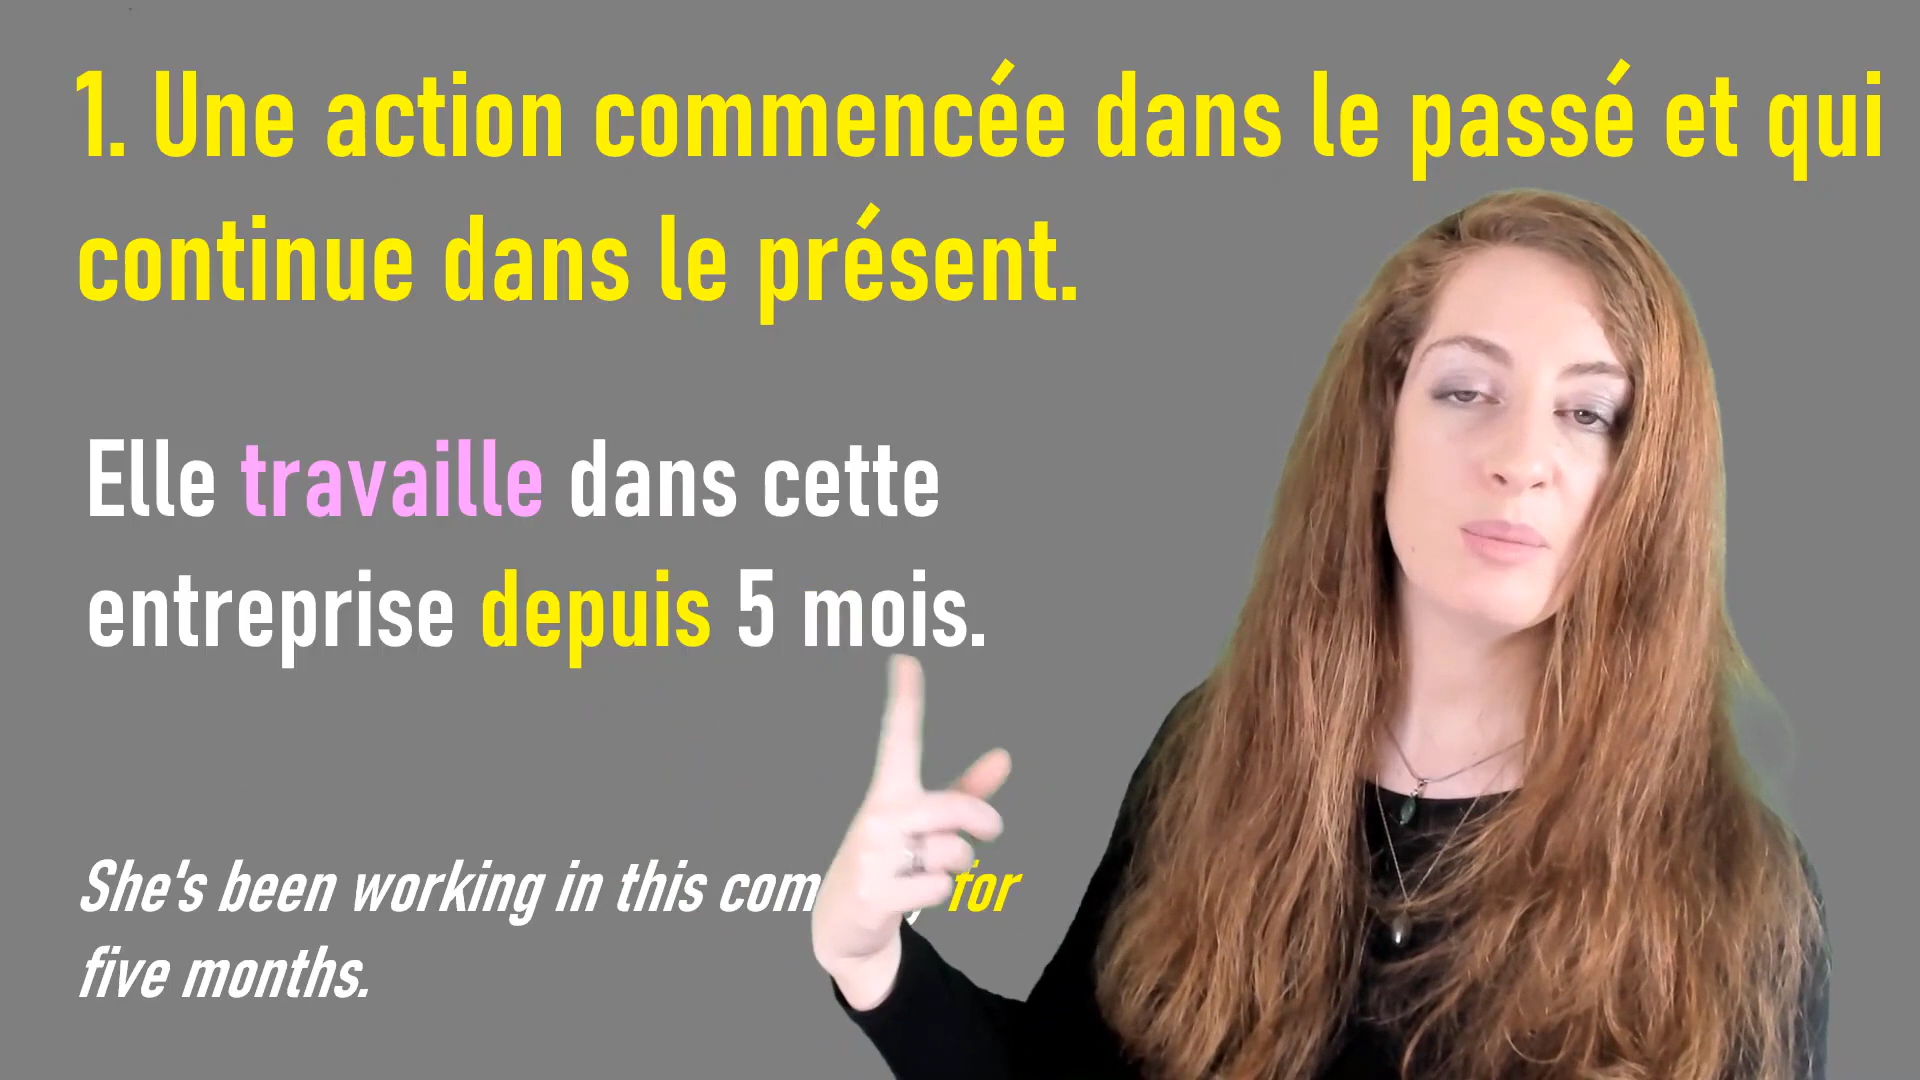 1. Une action commencée dans le passé et qui
continue dans le présent.
Elle travaille dans cette
entreprise depuis 5 mois.
She's been working in this for
five months.